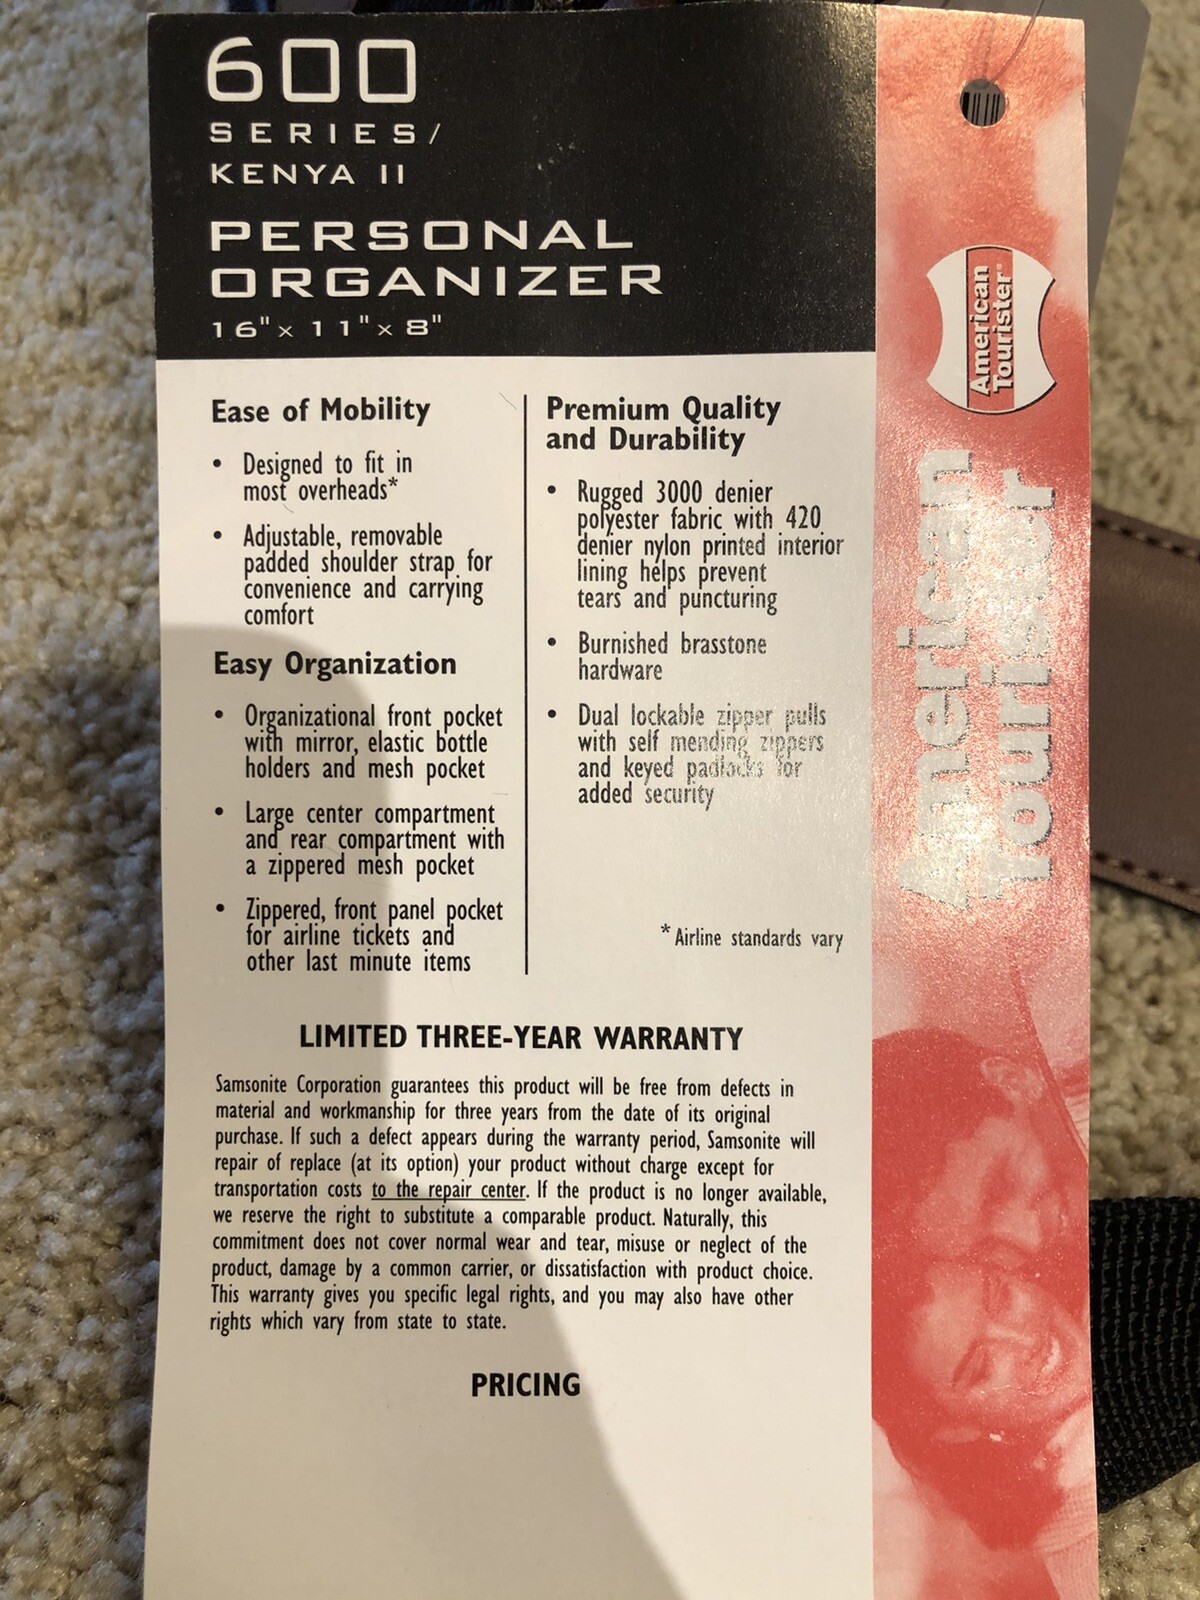 600
SERIES/
KENYA II
PERSONAL
ORGANIZER
16" x 11" x 8"
Ease of Mobility
• Designed to fit in
most overheads*
• Adjustable, removable
padded shoulder strap for
convenience and carrying
comfort
Easy Organization
• Organizational front pocket
with mirror, elastic bottle
holders and mesh pocket
• Large center compartment
and rear compartment with
a zippered mesh pocket
• Zippered, front panel pocket
for airline tickets and
other last minute items
Premium Quality
and Durability
• Rugged 3000 denier
polyester fabric with 420
denier nylon printed interior
lining helps prevent
tears and puncturing
• Burnished brasstone
hardware
• Dual lockable zipper pulls
with self mending zippers
and keyed padlocks for
added security
* Airline standards vary
LIMITED THREE-YEAR WARRANTY
Samsonite Corporation guarantees this product will be free from defects in
material and workmanship for three years from the date of its original
purchase. If such a defect appears during the warranty period, Samsonite will
repair of replace (at its option) your product without charge except for
transportation costs to the repair center. If the product is no longer available,
we reserve the right to substitute a comparable product. Naturally, this
commitment does not cover normal wear and tear, misuse or neglect of the
product, damage by a common carrier, or dissatisfaction with product choice.
This warranty gives you specific legal rights, and you may also have other
rights which vary from state to state.
PRICING
American
Tourister
American
Tourister